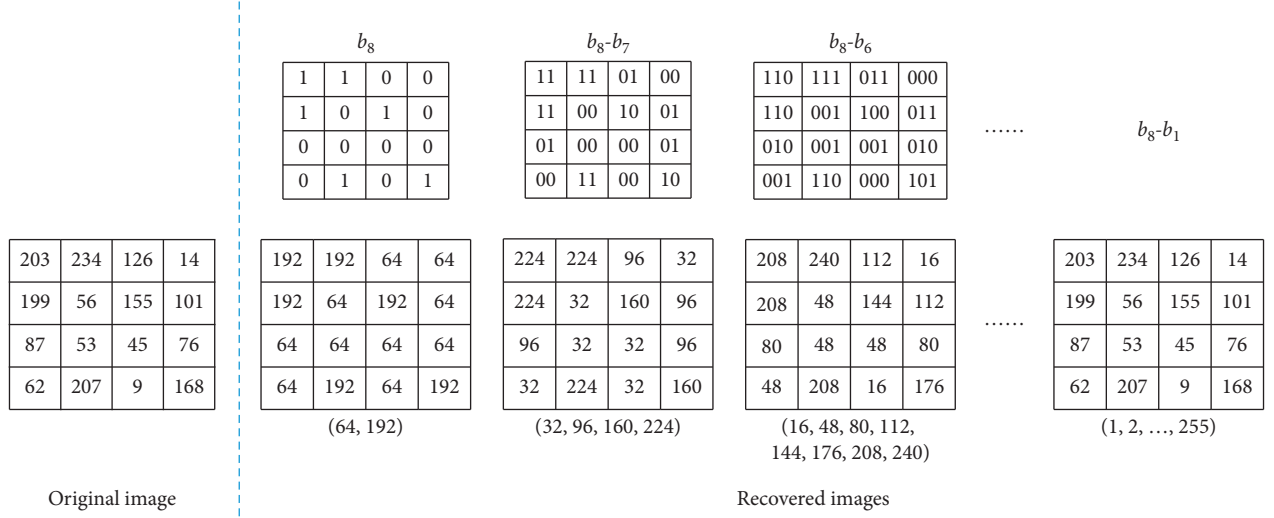 b8
b8-b7
b8-b6
1 1 0 0
1 0 1 0
0 0 0 0
0 1 0 1
11 11 01 00
11 00 10 01
01 00 00 01
00 11 00 10
110 111 011 000
110 001 100 011
010 001 001 010
001 110 000 101
......
b8-b1
203 234 126 14
199 56 155 101
87 53 45 76
62 207 9 168
192 192 64 64
192 64 192 64
64 64 64 64
64 192 64 192
(64, 192)
224 224 96 32
224 32 160 96
96 32 32 96
32 224 32 160
(32, 96, 160, 224)
208 240 112 16
208 48 144 112
80 48 48 80
48 208 16 176
(16, 48, 80, 112,
144, 176, 208, 240)
......
203 234 126 14
199 56 155 101
87 53 45 76
62 207 9 168
(1, 2, ..., 255)
Original image
Recovered images